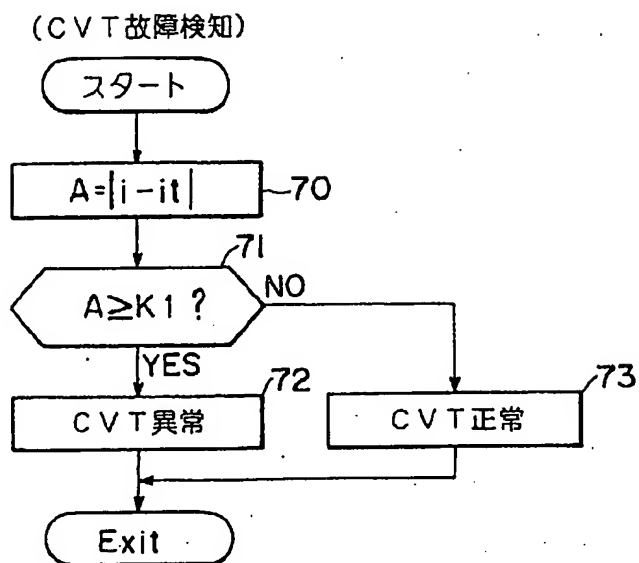 (CVT故障検知)
スタート
A=|i-it|
70
71
A≥K1?
NO
YES
72
73
CVT異常
CVT正常
Exit